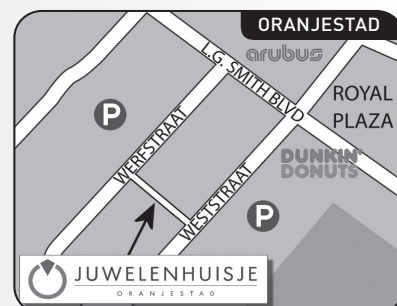 ORANJESTAD
arubus
L.G. SMITH BLVD
ROYAL
PLAZA
P
WERFSTRAAT
DUNKIN'
DONUTS
WESTSTRAAT
P
JUWELENHUISJE
ORANJESTAD